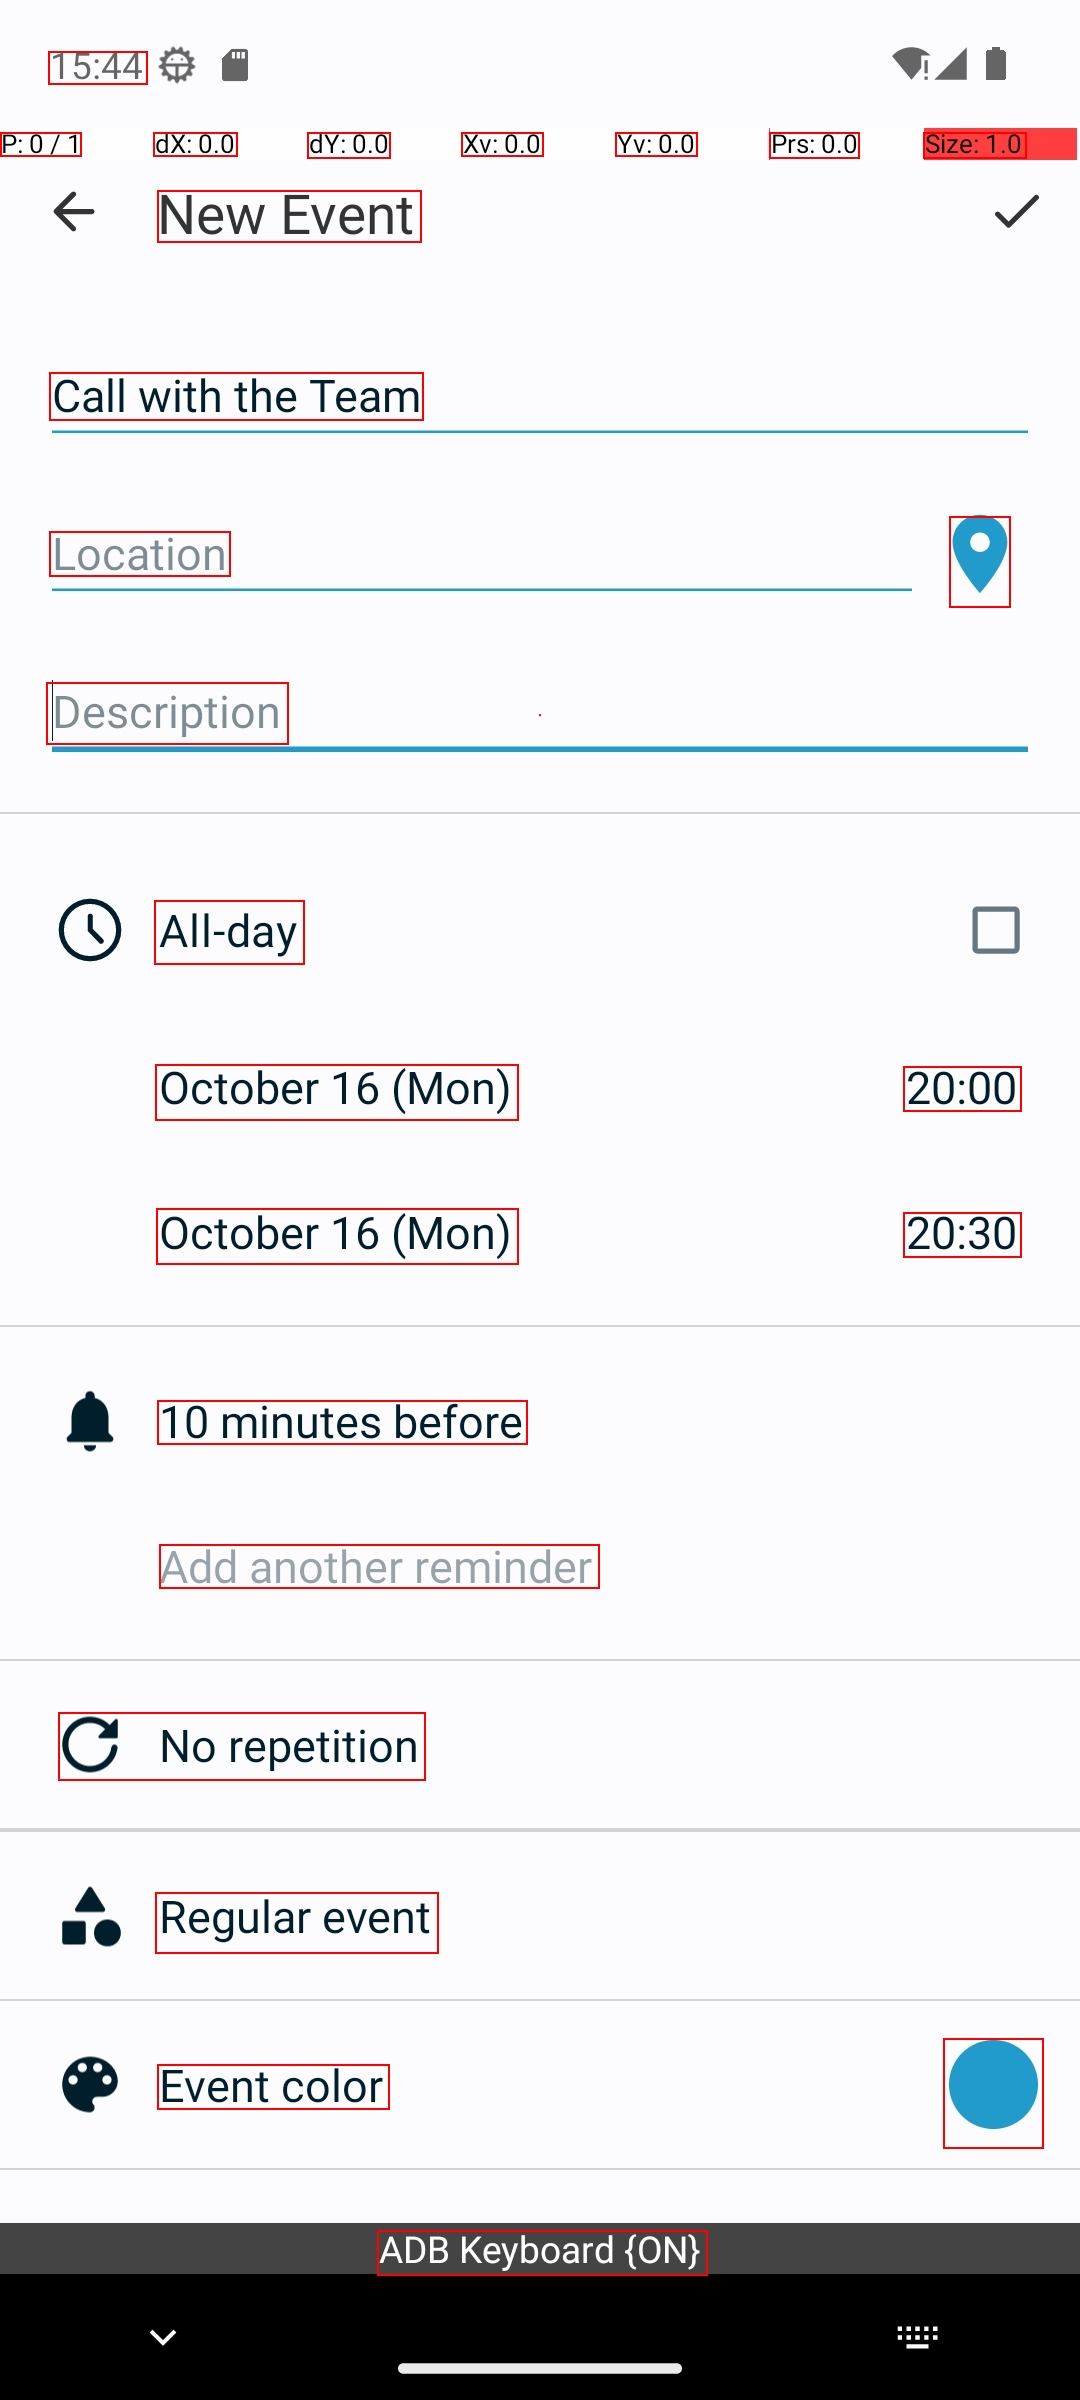 15:44
P: 0 / 1 dX: 0.0 dY: 0.0 Xv: 0.0 Yv: 0.0 Prs: 0.0 Size: 1.0
New Event
Call with the Team
Location
Description
All-day
October 16 (Mon) 20:00
October 16 (Mon) 20:30
10 minutes before
Add another reminder
No repetition
Regular event
Event color
ADB Keyboard {ON}